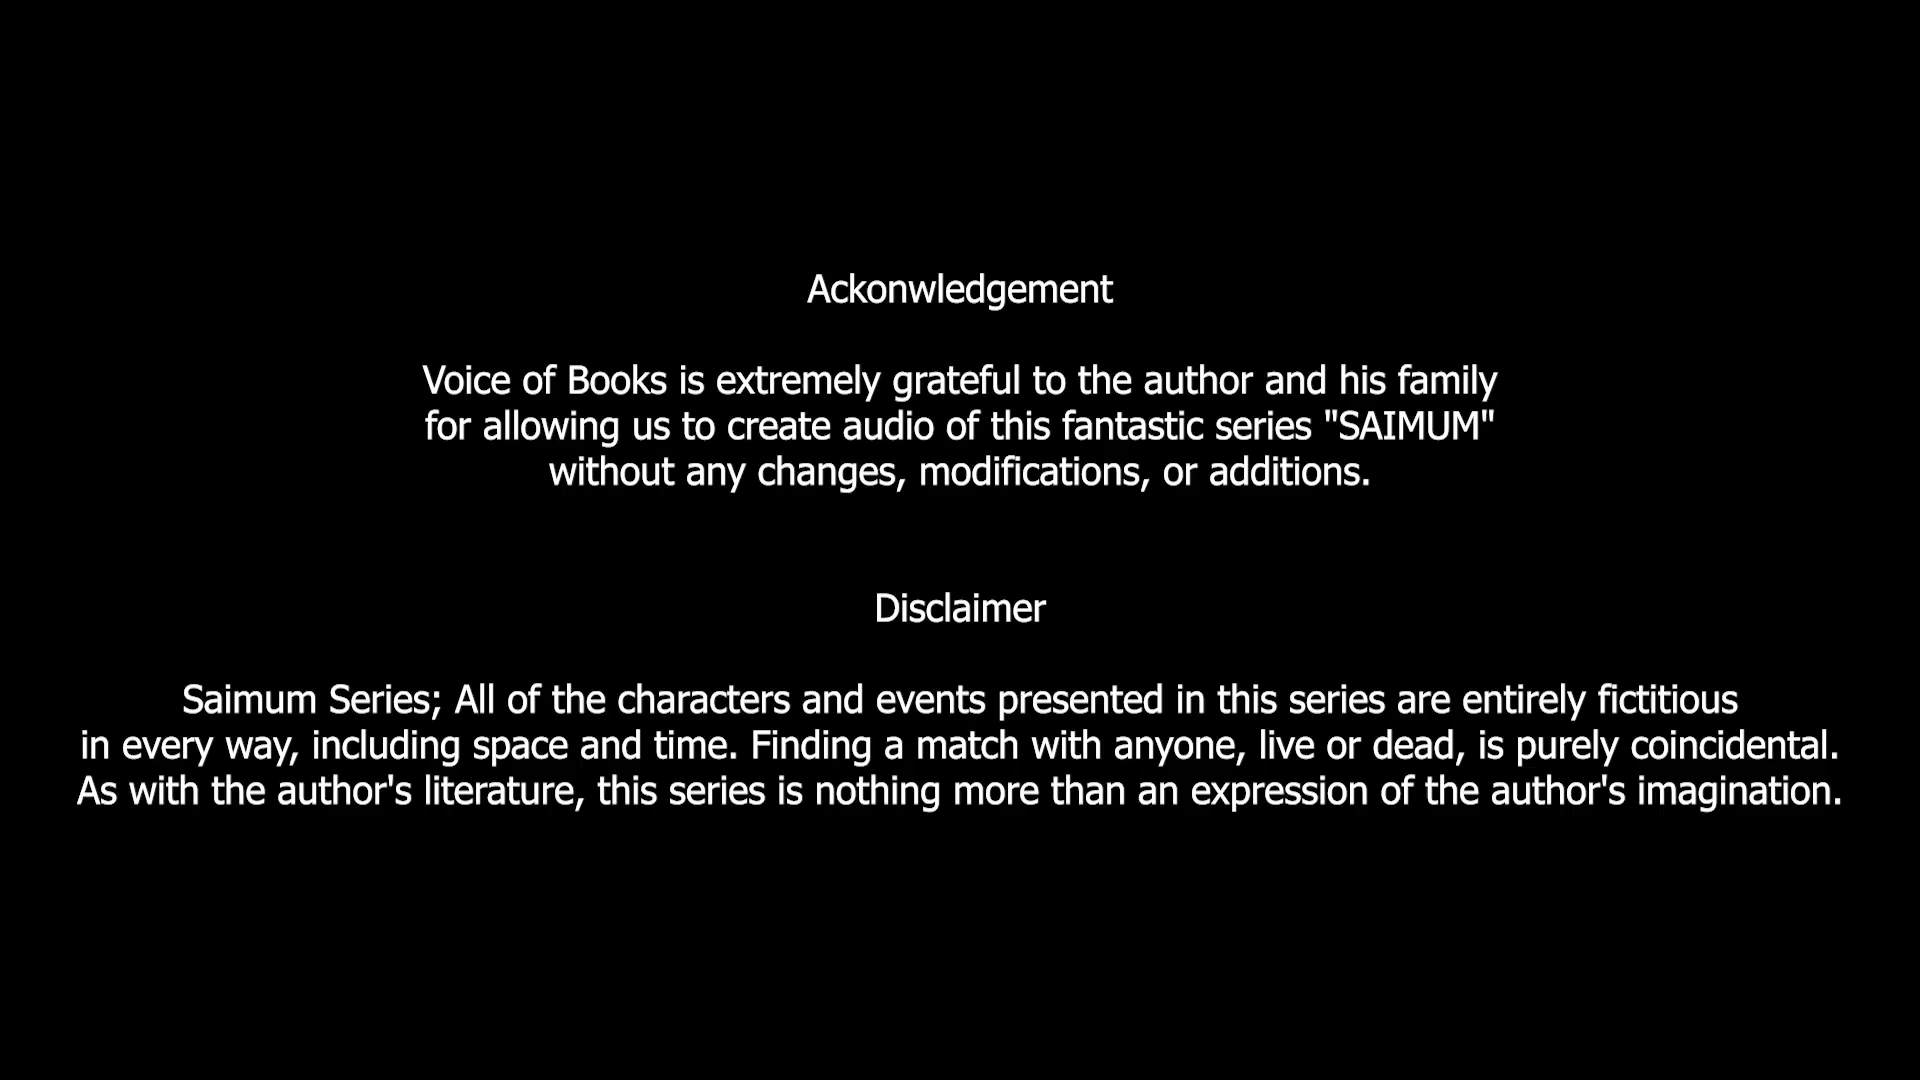 Ackonwledgement
Voice of Books is extremely grateful to the author and his family
for allowing us to create audio of this fantastic series "SAIMUM"
without any changes, modifications, or additions.
Disclaimer
Saimum Series; All of the characters and events presented in this series are entirely fictitious
in every way, including space and time. Finding a match with anyone, live or dead, is purely coincidental.
As with the author's literature, this series is nothing more than an expression of the author's imagination.